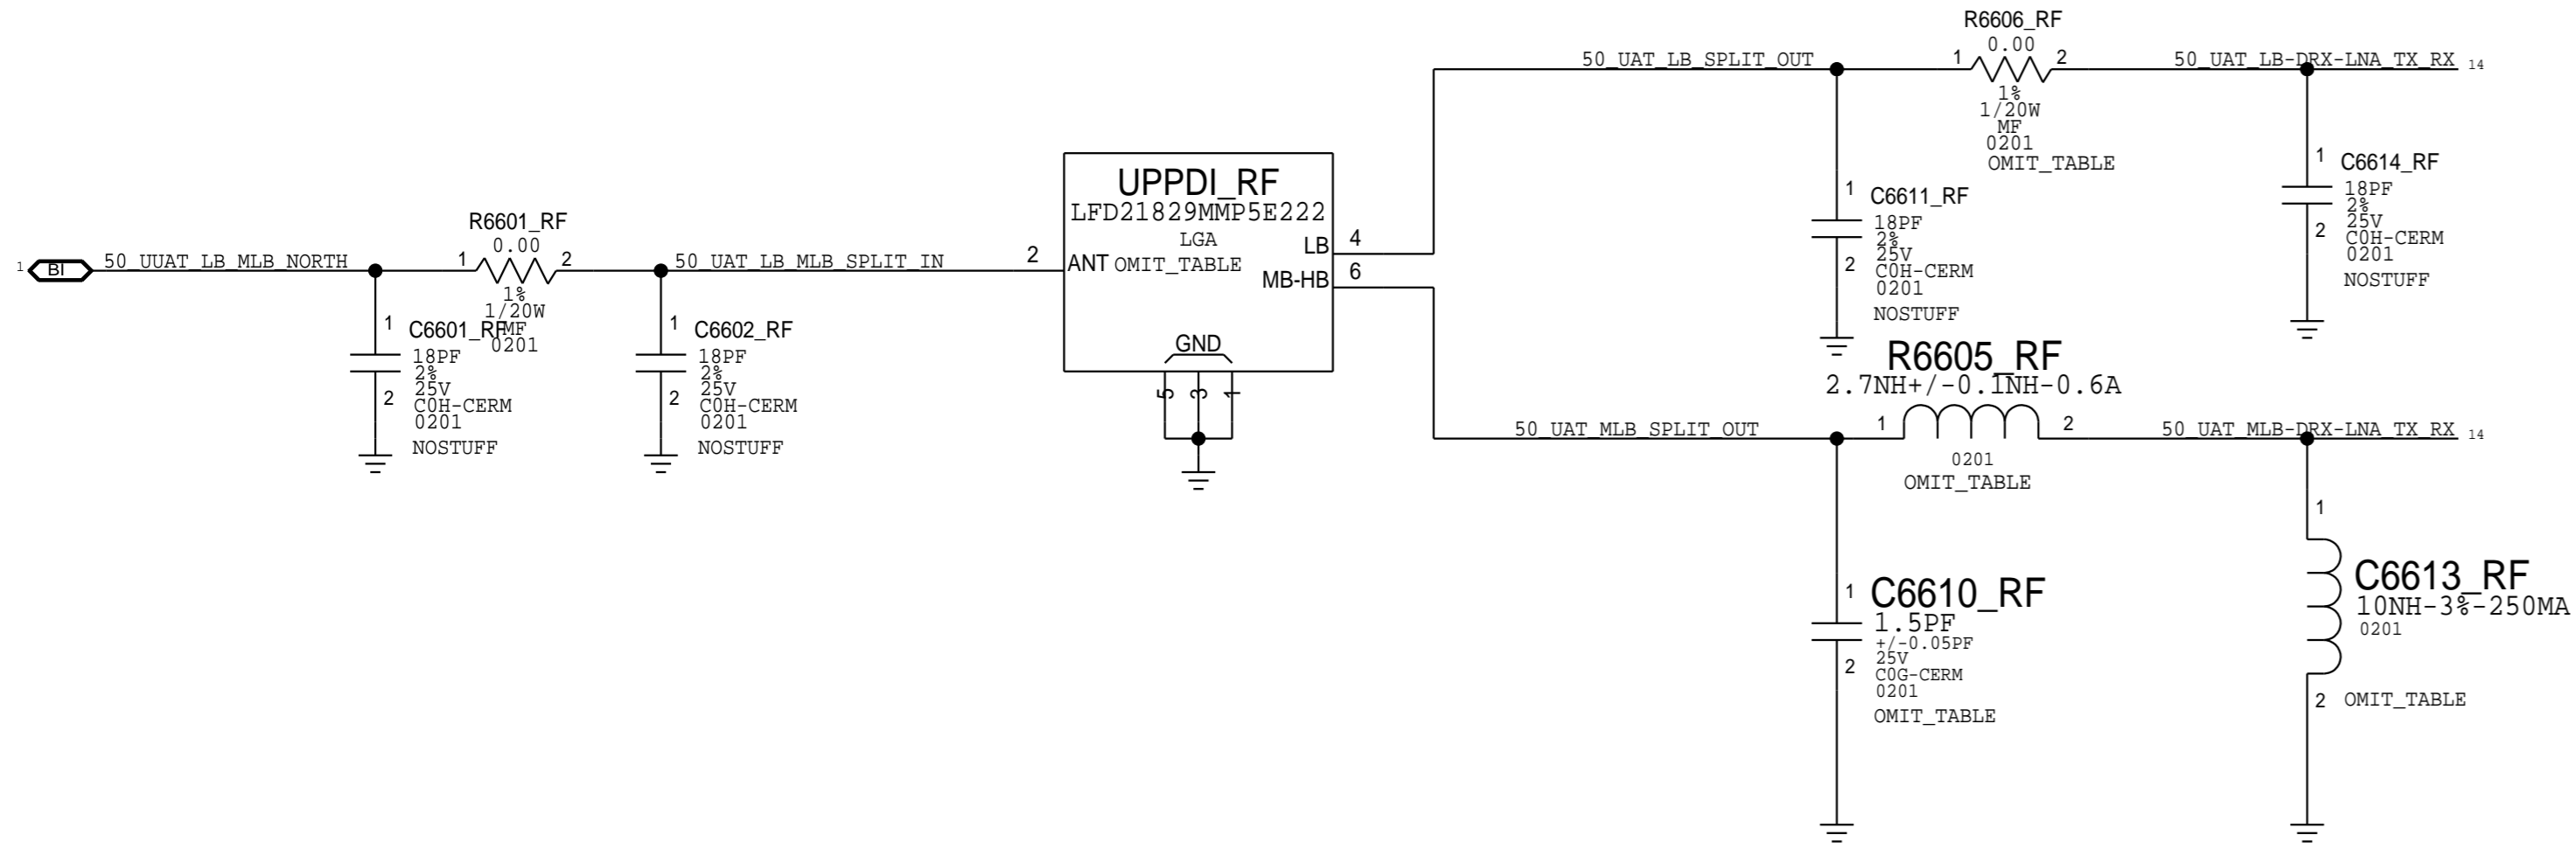 R6606_RF
0.00
50_UAT_LB_SPLIT_OUT
1
2
50_UAT_LB-DRX-LNA_TX_RX
14
1%
1/20W
MF
0201
OMIT_TABLE
1
C6614_RF
18PF
2%
25V
C0H-CERM
0201
2
NOSTUFF
1
C6611_RF
18PF
2%
25V
C0H-CERM
0201
2
NOSTUFF
UPPDI_RF
LFD21829MMP5E222
LGA
OMIT_TABLE
2
ANT
LB
4
MB-HB
6
GND
5
3
1
R6601_RF
0.00
1
BI
50_UUAT_LB_MLB_NORTH
1
2
50_UAT_LB_MLB_SPLIT_IN
1%
1/20W
MF
0201
1
C6601_RF
18PF
2%
25V
C0H-CERM
0201
2
NOSTUFF
1
C6602_RF
18PF
2%
25V
C0H-CERM
0201
2
NOSTUFF
R6605_RF
2.7NH+/-0.1NH-0.6A
50_UAT_MLB_SPLIT_OUT
1
2
50_UAT_MLB-DRX-LNA_TX_RX
14
0201
OMIT_TABLE
1
C6610_RF
1.5PF
+/-0.05PF
25V
C0G-CERM
0201
2
OMIT_TABLE
1
C6613_RF
10NH-3%-250MA
0201
2
OMIT_TABLE